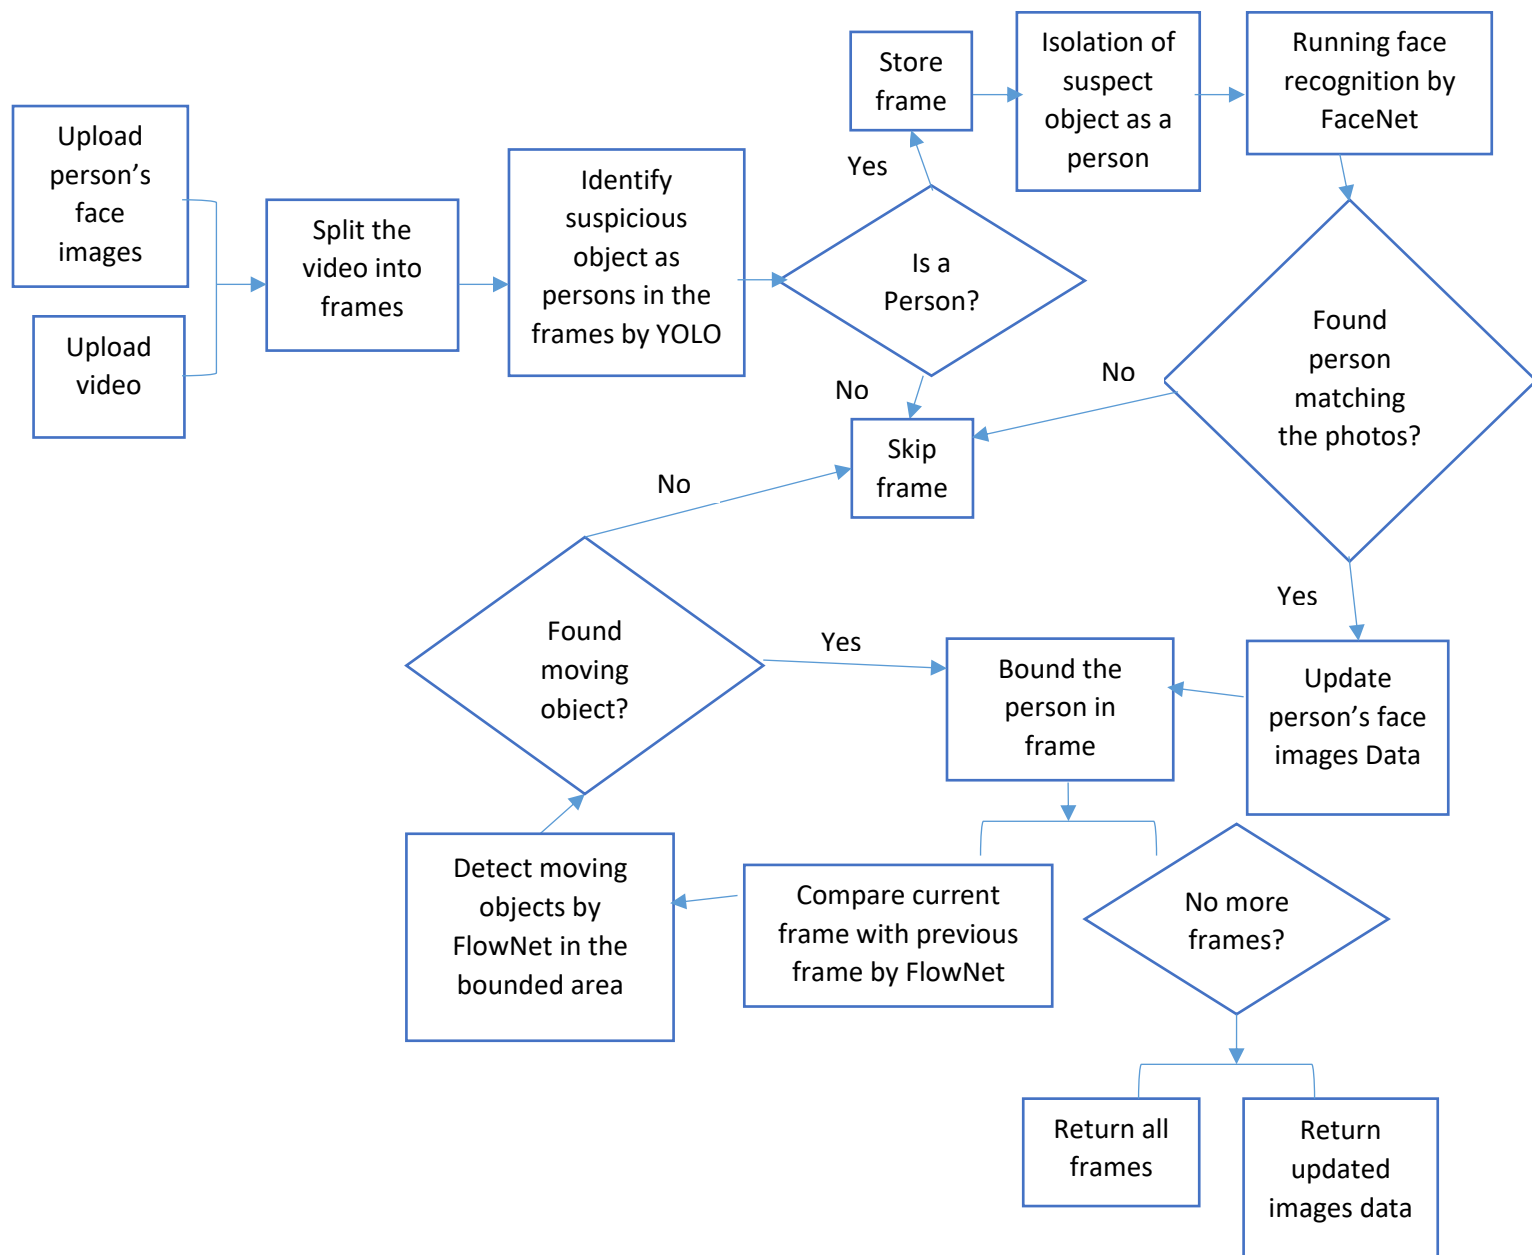 Upload
person’s
face
images
Upload
video
Split the
video into
frames
Identify
suspicious
object as
persons in the
frames by YOLO
Is a
Person?
Yes
Store
frame
Isolation of
suspect
object as a
person
Running face
recognition by
FaceNet
Found
person
matching
the photos?
No
No
Skip
frame
No
Yes
Update
person’s face
images Data
Bound the
person in
frame
Yes
Found
moving
object?
Detect moving
objects by
FlowNet in the
bounded area
Compare current
frame with previous
frame by FlowNet
No more
frames?
Return all
frames
Return
updated
images data